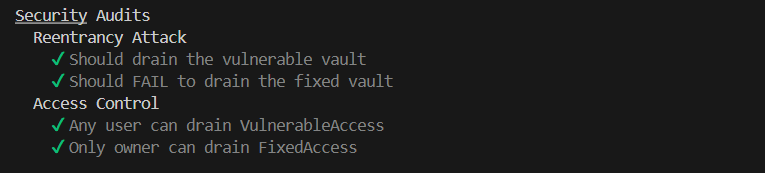 Security Audits
Reentrancy Attack
✓ Should drain the vulnerable vault
✓ Should FAIL to drain the fixed vault
Access Control
✓ Any user can drain VulnerableAccess
✓ Only owner can drain FixedAccess